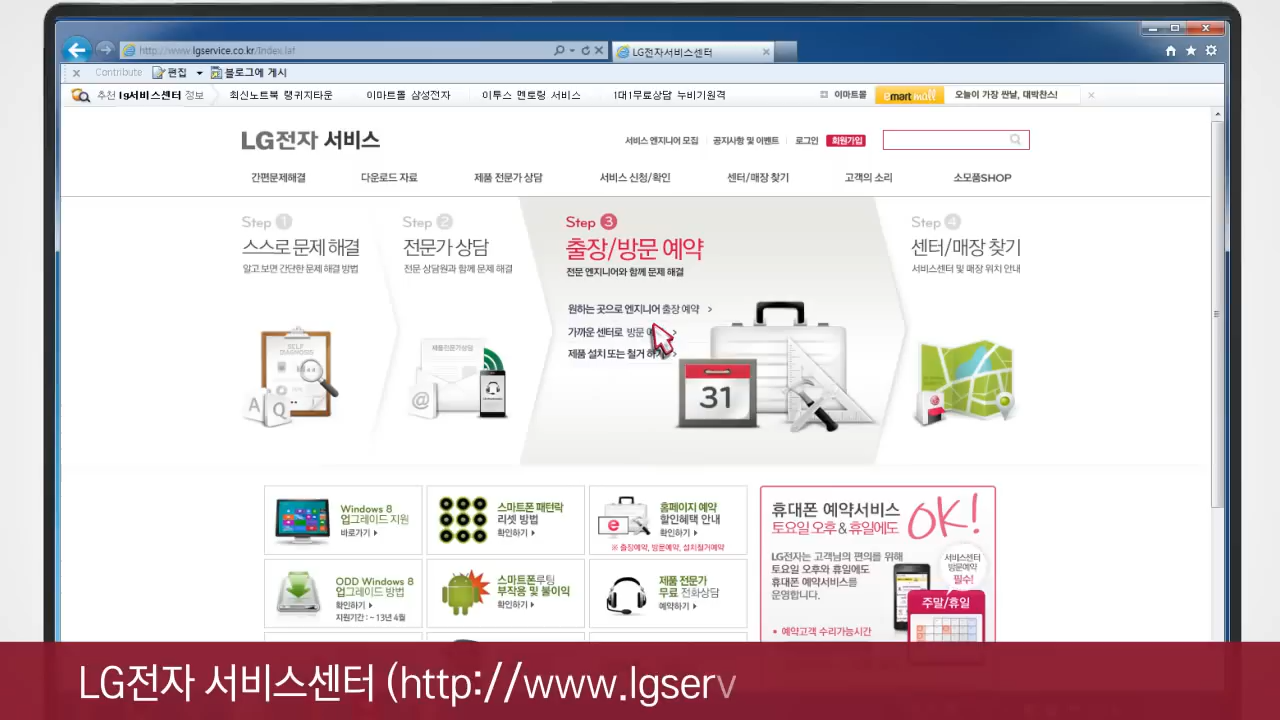 http://www.lgservice.co.kr/Index.laf
LG전자서비스센터
Contribute 편집 블로그에 게시
추천 lg서비스센터 정보 최신노트북 랭귀지타운 이마트몰 삼성전자 이투스 멘토링 서비스 1대1무료상담 누비기원격 이마트몰 emart mall 오늘이 가장 싼날, 대박찬스!
LG전자 서비스
서비스 엔지니어 모집 공지사항 및 이벤트 로그인 회원가입
간편문제해결 다운로드 자료 제품 전문가 상담 서비스 신청/확인 센터/매장 찾기 고객의 소리 소모품SHOP
Step 1
스스로 문제 해결
알고 보면 간단한 문제 해결 방법
SELF DIAGNOSIS
A Q
Step 2
전문가 상담
전문 상담원과 함께 문제 해결
제품전문가상담
@
Step 3
출장/방문 예약
전문 엔지니어와 함께 문제 해결
원하는 곳으로 엔지니어 출장 예약 >
가까운 센터로 방문 >
제품 설치 또는 철거 >
31
Step 4
센터/매장 찾기
서비스센터 및 매장 위치 안내
Windows 8
업그레이드 지원
바로가기
스마트폰 패턴락
리셋 방법
확인하기
홈페이지 예약
할인혜택 안내
확인하기
※ 출장예약, 방문예약, 설치철거예약
ODD Windows 8
업그레이드 방법
확인하기
지원기간 : ~ 13년 4월
스마트폰루팅
부작용 및 불이익
확인하기
제품 전문가
무료 전화상담
예약하기
휴대폰 예약서비스
토요일 오후 & 휴일에도
OK!
LG전자는 고객님의 편의를 위해
토요일 오후와 휴일에도
휴대폰 예약서비스를
운영합니다.
서비스센터
방문예약
필수!
주말/휴일
• 예약고객 수리가능시간
LG전자 서비스센터 (http://www.lgserv